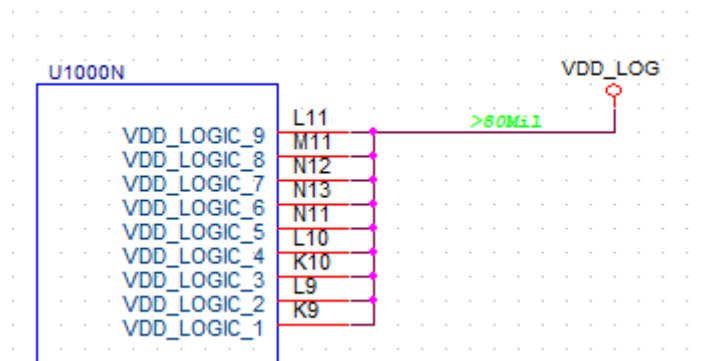 U1000N
VDD_LOG
>80Mil
VDD_LOGIC_9 L11
VDD_LOGIC_8 M11
VDD_LOGIC_7 N12
VDD_LOGIC_6 N13
VDD_LOGIC_5 N11
VDD_LOGIC_4 L10
VDD_LOGIC_3 K10
VDD_LOGIC_2 L9
VDD_LOGIC_1 K9